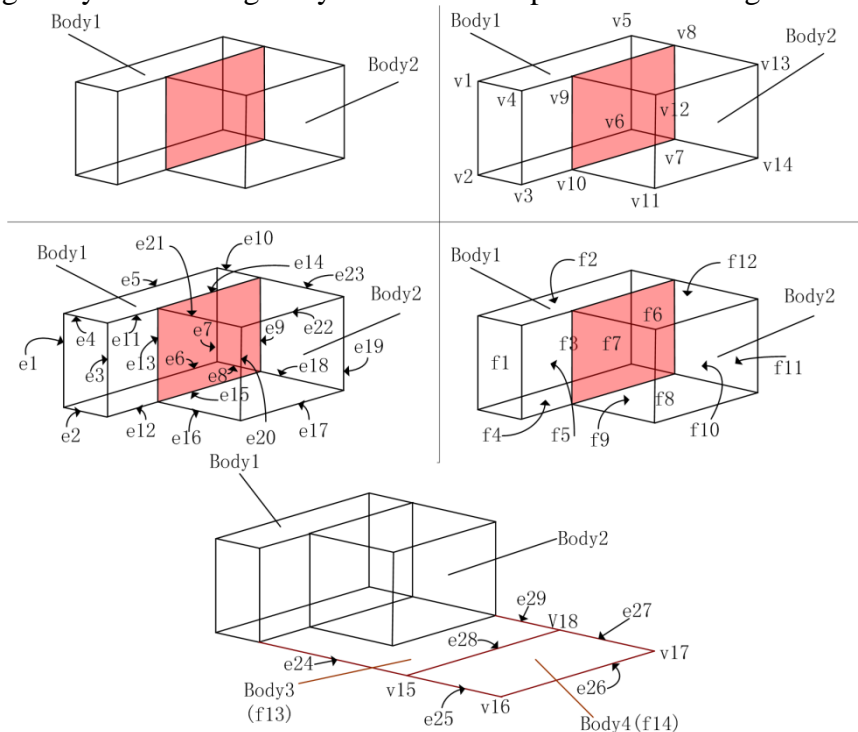 Body1
Body2
v5
Body1
v8
Body2
v1
v13
v4
v9
v12
v6
v7
v2
v14
v3
v10
v11
Body1
e21
e10
e14
e5
e23
Body2
e4
e11
e7
e9
e22
e1
e13
e3
e6
e8
e18
e19
e15
e2
e12
e16
e20
e17
Body1
f2
f12
Body2
f6
f1
f3
f7
f11
f8
f4
f5
f9
f10
Body1
Body2
e29
V18
e27
e28
v17
e24
v15
Body3
(f13)
e26
e25
v16
Body4(f14)